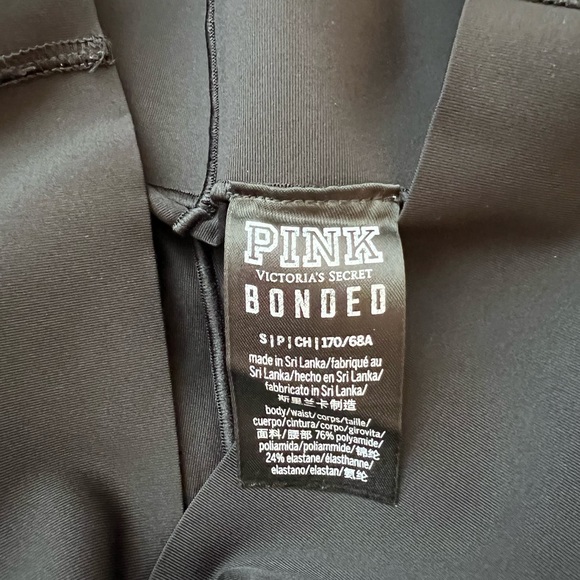 PINK
VICTORIA'S SECRET
BONDED
S | P | CH | 170/68A
made in Sri Lanka/fabriqué au
Sri Lanka/hecho en Sri Lanka/
fabbricato in Sri Lanka/
斯里兰卡制造
body/waist/corps/taille/
cuerpo/cintura/corpo/girovita/
面料/腰部 76% polyamide/
poliamida/poliammide/锦纶
24% elastane/élasthanne/
elastano/elastan/氨纶